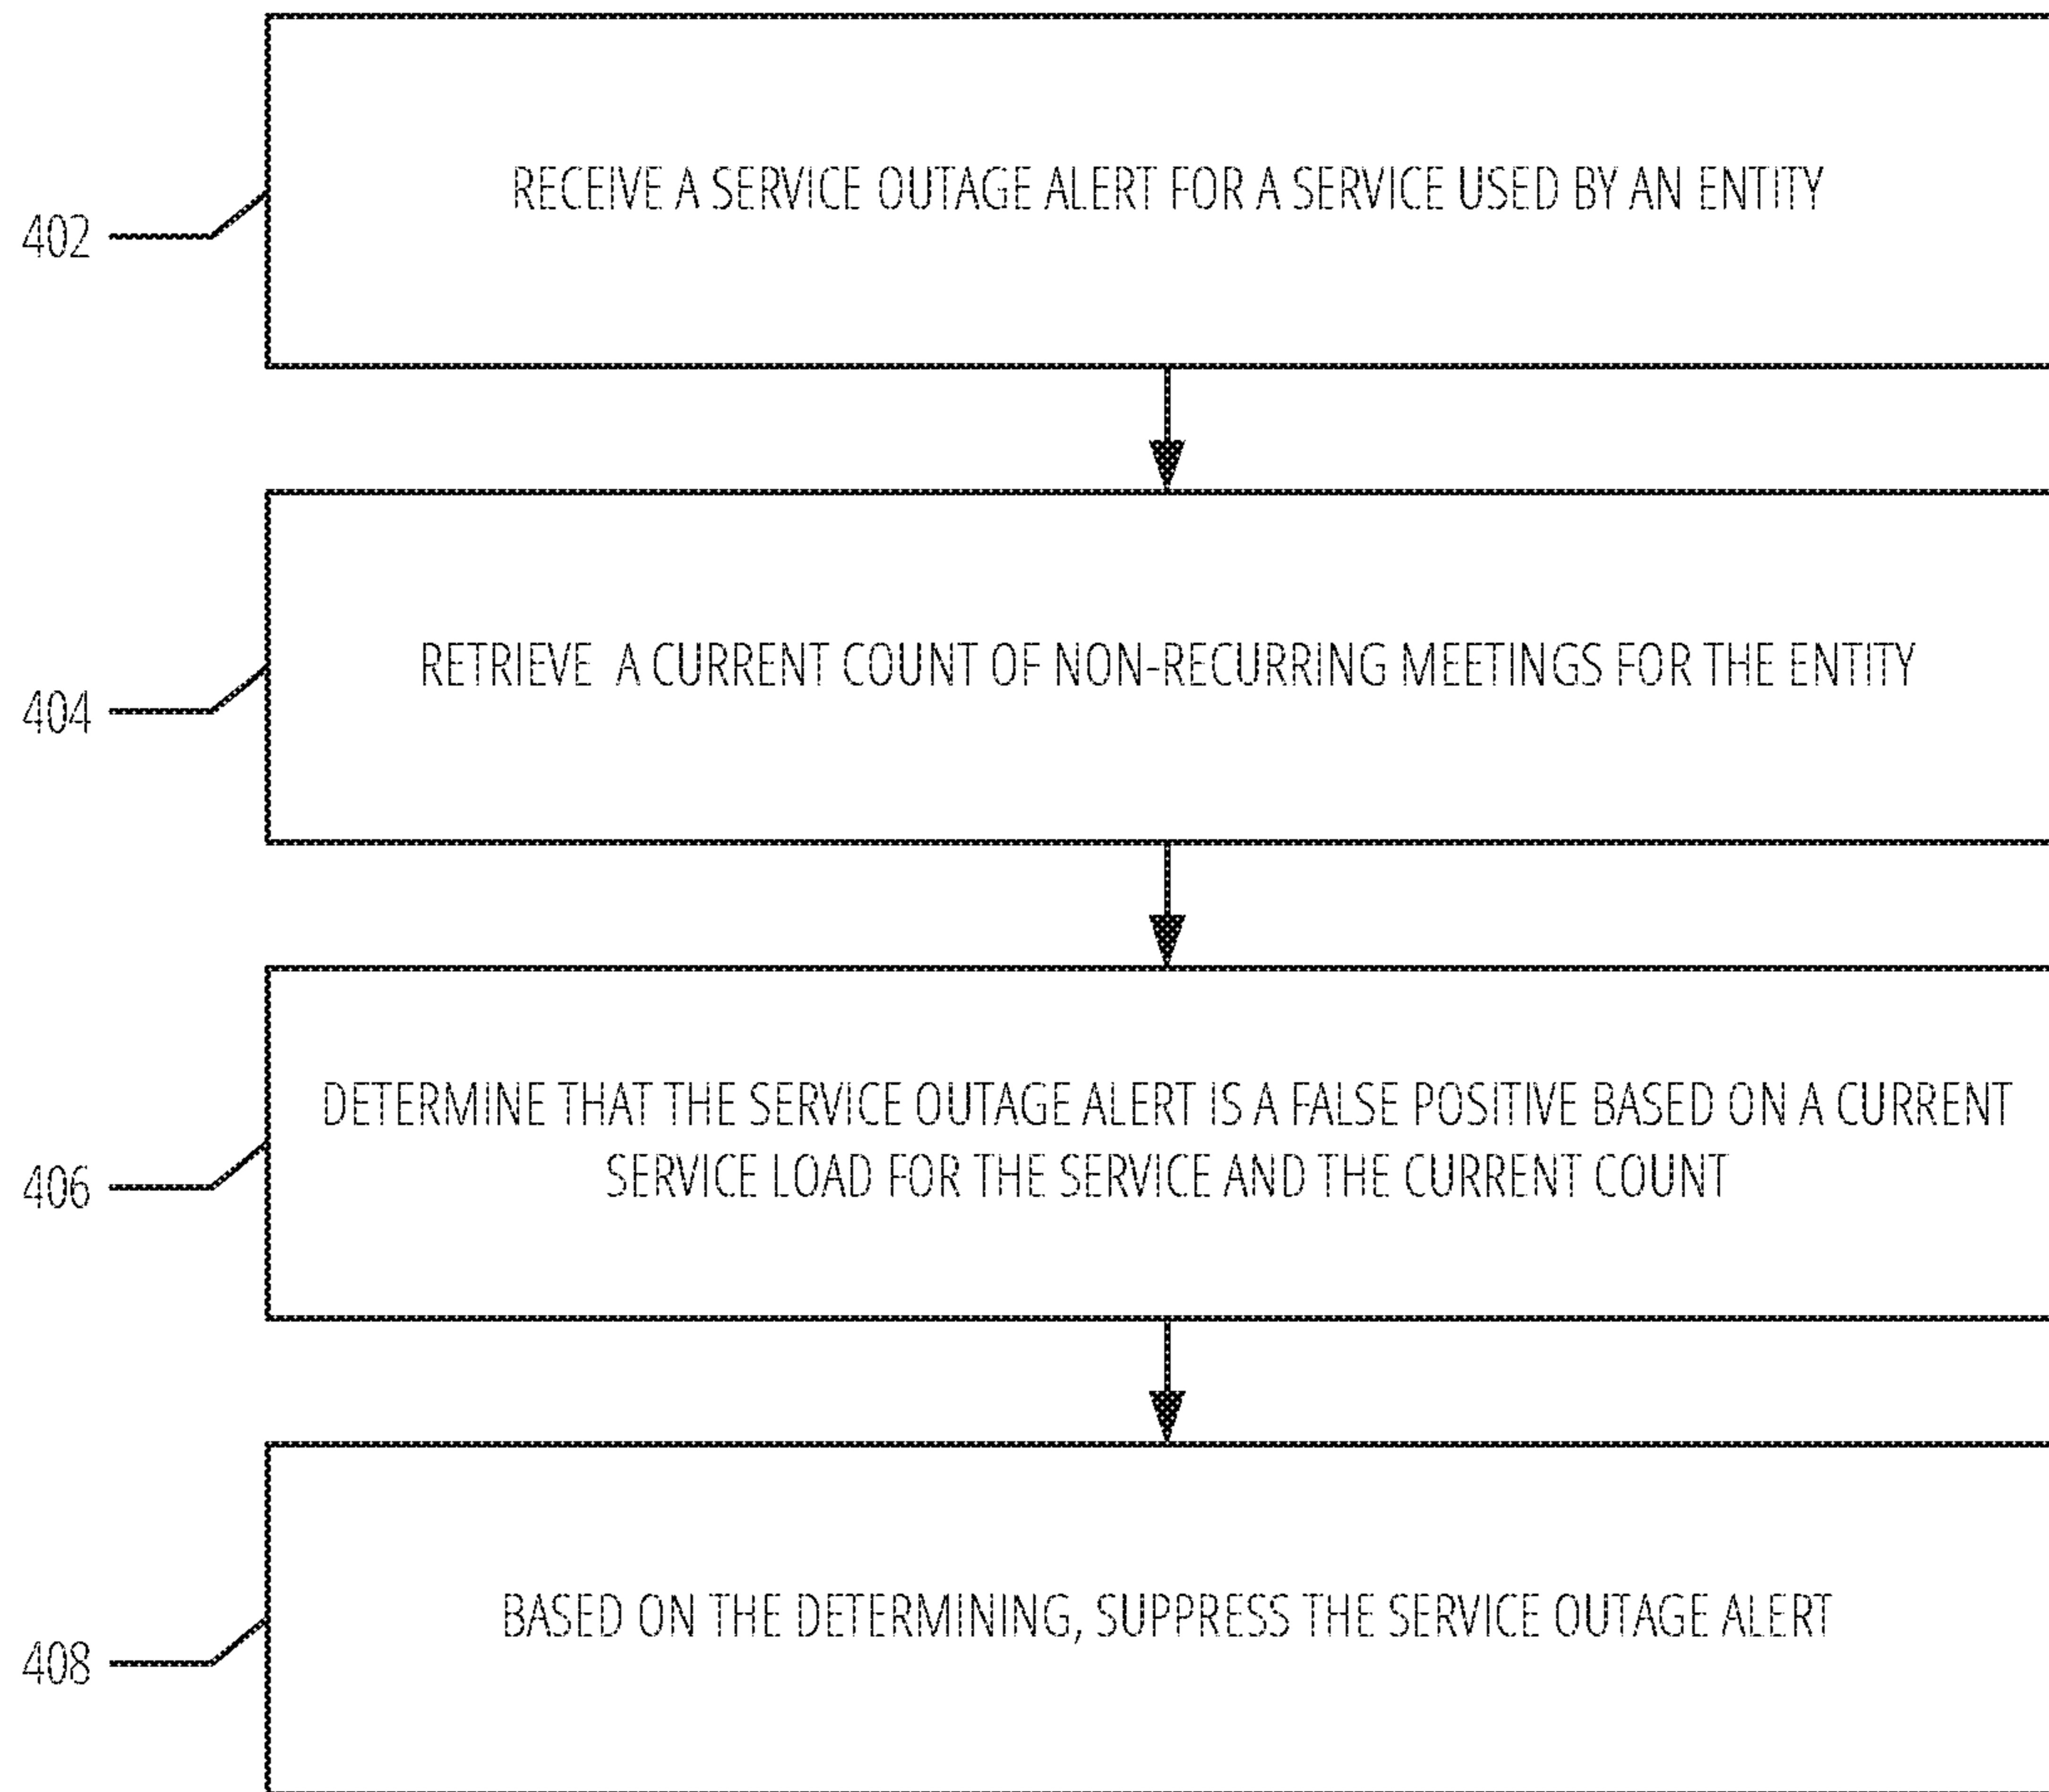 RECEIVE A SERVICE OUTAGE ALERT FOR A SERVICE USED BY AN ENTITY
402
RETRIEVE A CURRENT COUNT OF NON-RECURRING MEETINGS FOR THE ENTITY
404
DETERMINE THAT THE SERVICE OUTAGE ALERT IS A FALSE POSITIVE BASED ON A CURRENT
SERVICE LOAD FOR THE SERVICE AND THE CURRENT COUNT
406
BASED ON THE DETERMINING, SUPPRESS THE SERVICE OUTAGE ALERT
408